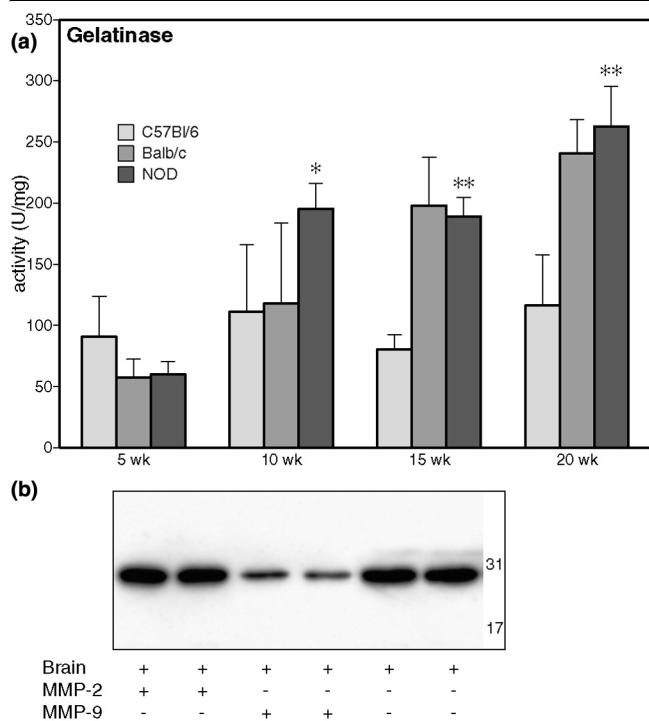 350
(a) Gelatinase
300
**
250
C57Bl/6
Balb/c
NOD
*
**
200
activity (U/mg)
150
100
50
0
5 wk 10 wk 15 wk 20 wk
(b)
31
17
Brain + + + + + +
MMP-2 + + - - - -
MMP-9 - - + + - -